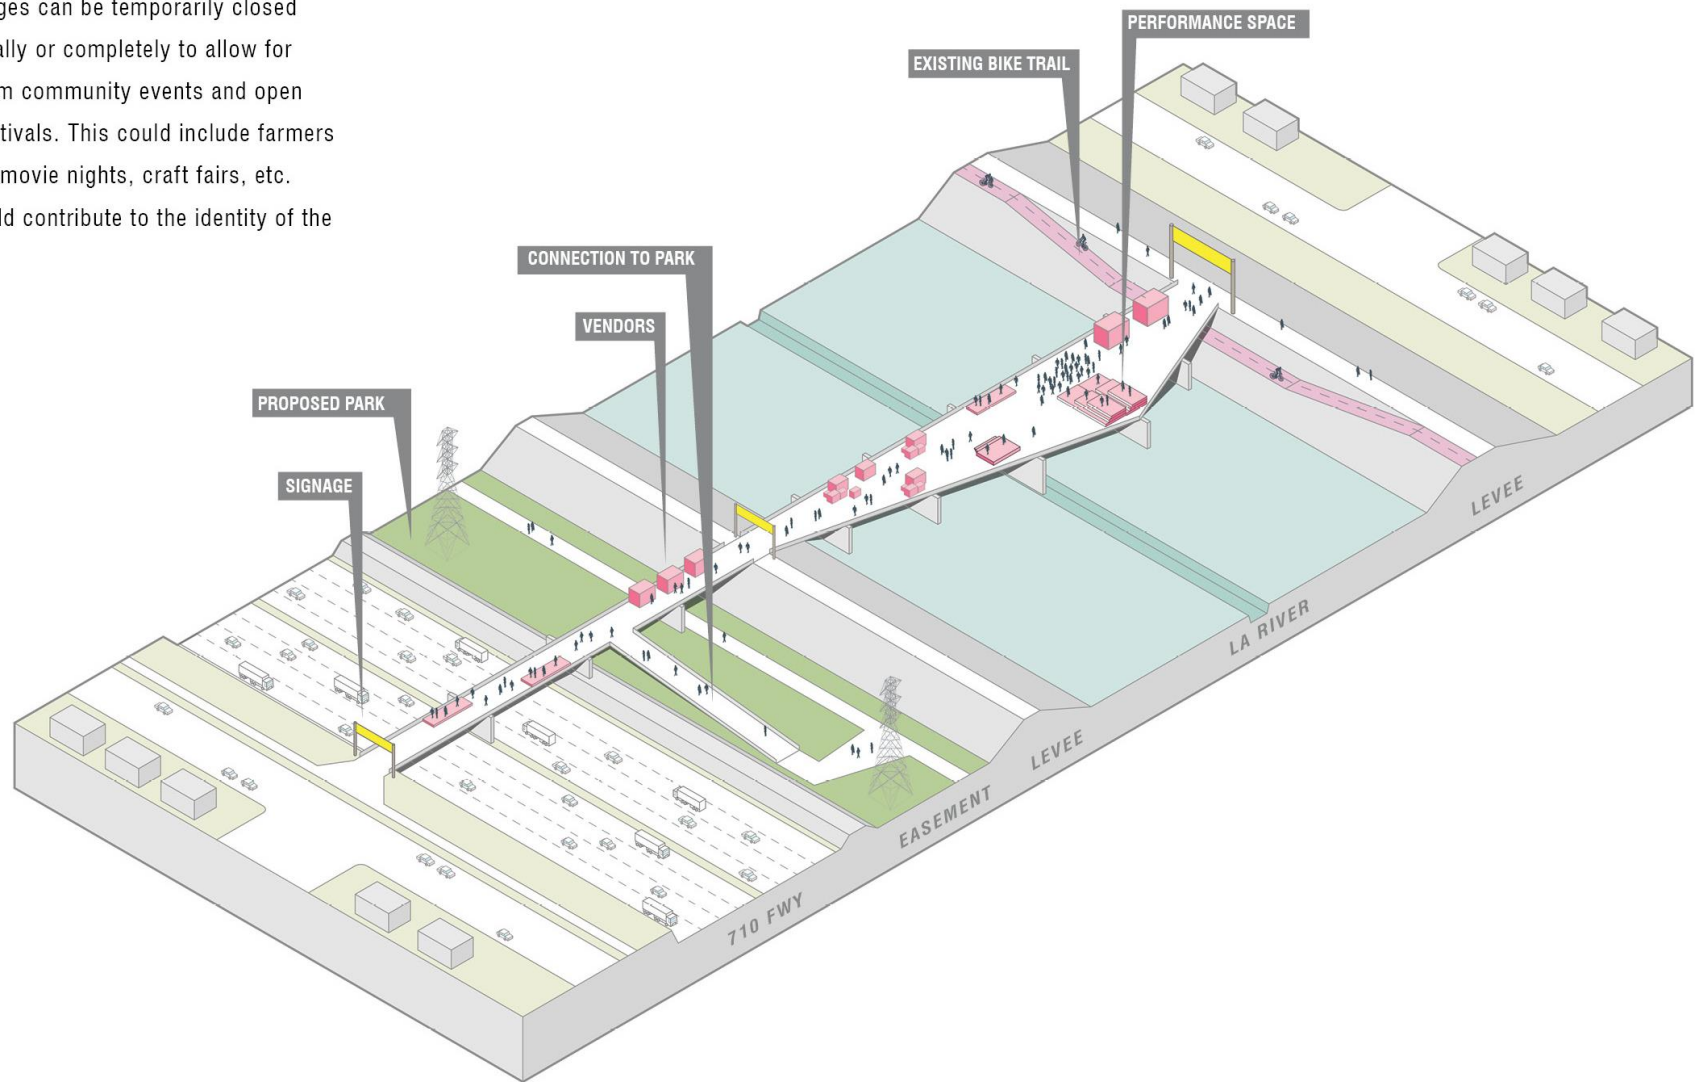 ges can be temporarily closed
ally or completely to allow for
m community events and open
tivals. This could include farmers
movie nights, craft fairs, etc.
ld contribute to the identity of the
PERFORMANCE SPACE
EXISTING BIKE TRAIL
CONNECTION TO PARK
VENDORS
PROPOSED PARK
SIGNAGE
LEVEE
LA RIVER
LEVEE
EASEMENT
710 FWY